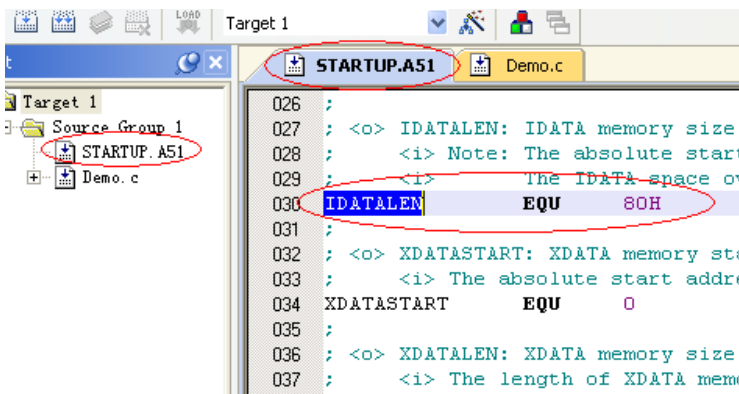 LOAD
Target 1
STARTUP.A51
Demo.c
Target 1
Source Group 1
STARTUP.A51
Demo.c
026 ;
027 ; <o> IDATALEN: IDATA memory size
028 ; <i> Note: The absolute start
029 ; <i> The IDATA space ov
030 IDATALEN EQU 80H
031 ;
032 ; <o> XDATASTART: XDATA memory sta
033 ; <i> The absolute start addre
034 XDATASTART EQU 0
035 ;
036 ; <o> XDATALEN: XDATA memory size
037 ; <i> The length of XDATA memo